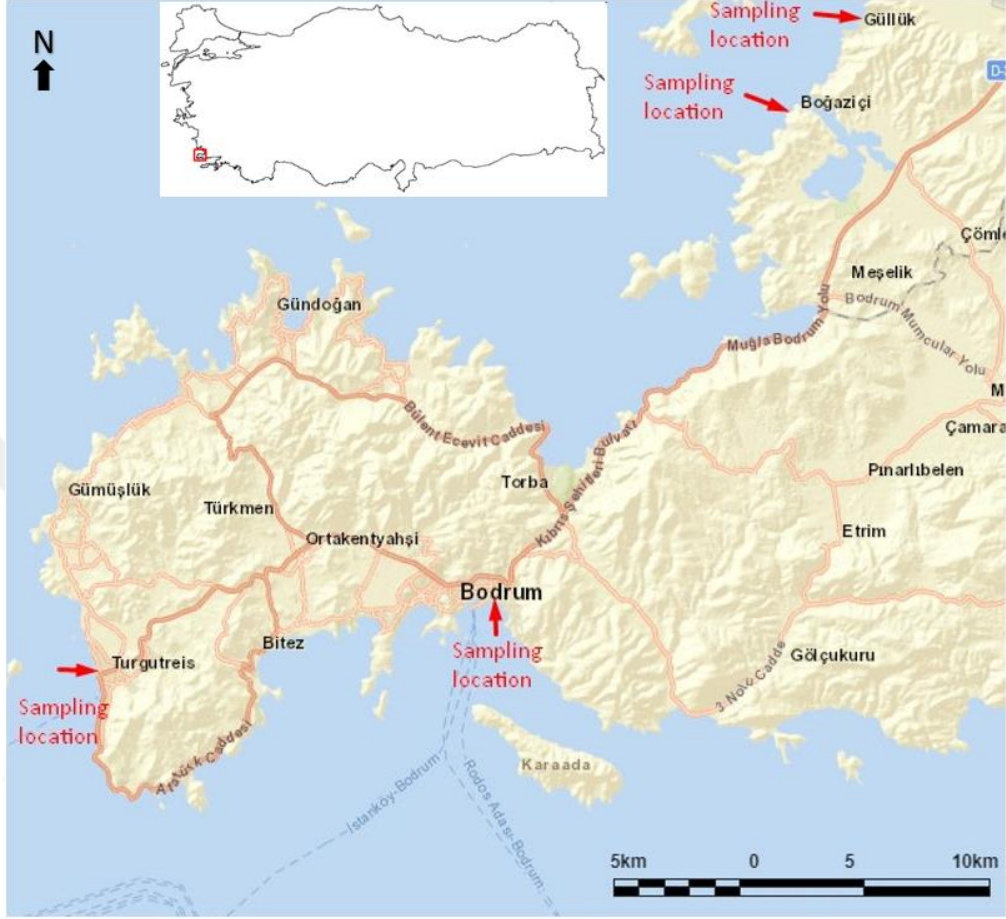 N
Sampling
location
Güllük
D-
Sampling
location
Boğaziçi
Çömle
Meşelik
Bodrum Mumcular Yolu
Muğla Bodrum Yolu
Gündoğan
Bülent Ecevit Caddesi
M
Çamara
Pınarlıbelen
Torba
Kıbrıs Şehitleri Bulvarı
Gümüşlük
Türkmen
Ortakentyahşi
Etrim
Bodrum
Bitez
Sampling
location
Turgutreis
Gölçukuru
3 Nolu Cadde
Sampling
location
Atatürk Caddesi
Karaada
İstanköy-Bodrum
Rodos Adası-Bodrum
5km 0 5 10km